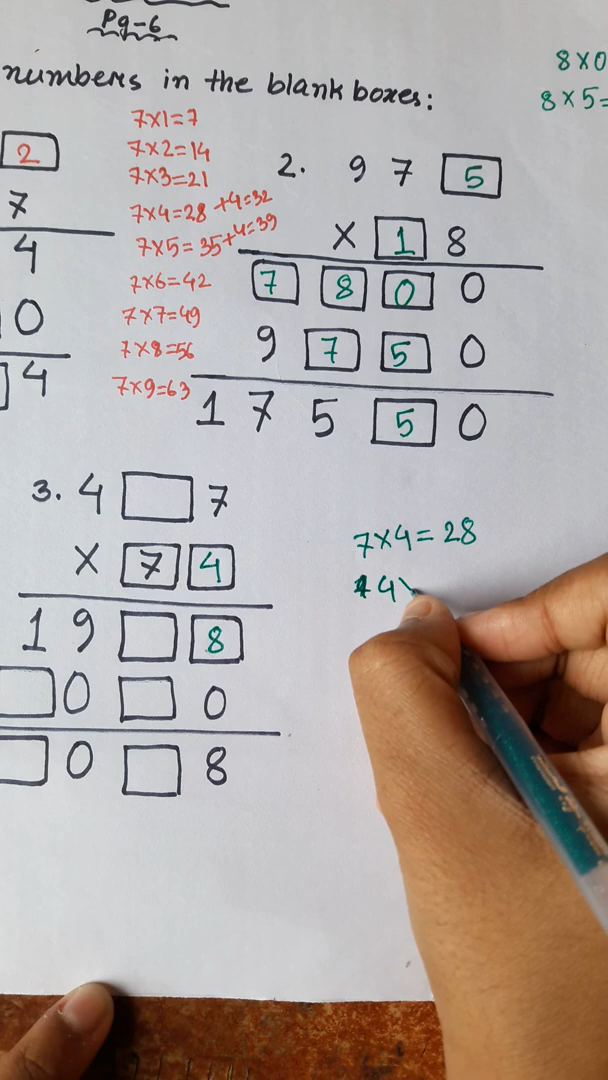 Pg-6
numbers in the blank boxes:
8×0
8×5=
2
7
4
0
4
7×1=7
7×2=14
7×3=21
7×4=28 +4=32
7×5=35+4=39
7×6=42
7×7=49
7×8=56
7×9=63
2. 9 7 5
× 1 8
7 8 0 0
9 7 5 0
1 7 5 5 0
3. 4 7
× 7 4
1 9 8
0 0
0 8
7×4=28
4×